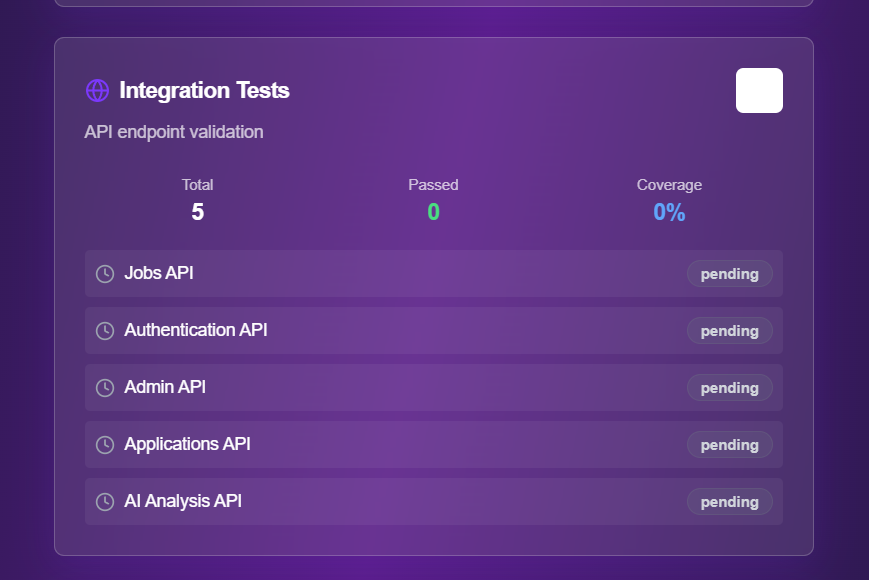 Integration Tests
API endpoint validation
Total
5
Passed
0
Coverage
0%
Jobs API
pending
Authentication API
pending
Admin API
pending
Applications API
pending
AI Analysis API
pending